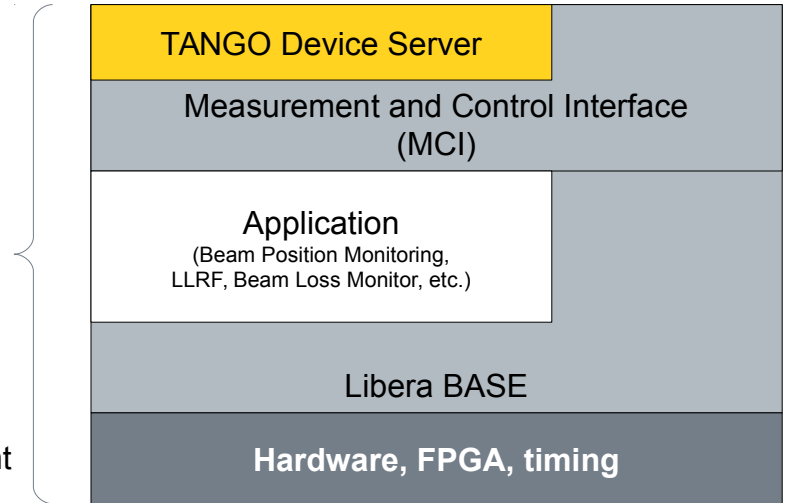 TANGO Device Server
Measurement and Control Interface
(MCI)
Application
(Beam Position Monitoring,
LLRF, Beam Loss Monitor, etc.)
Libera BASE
Hardware, FPGA, timing